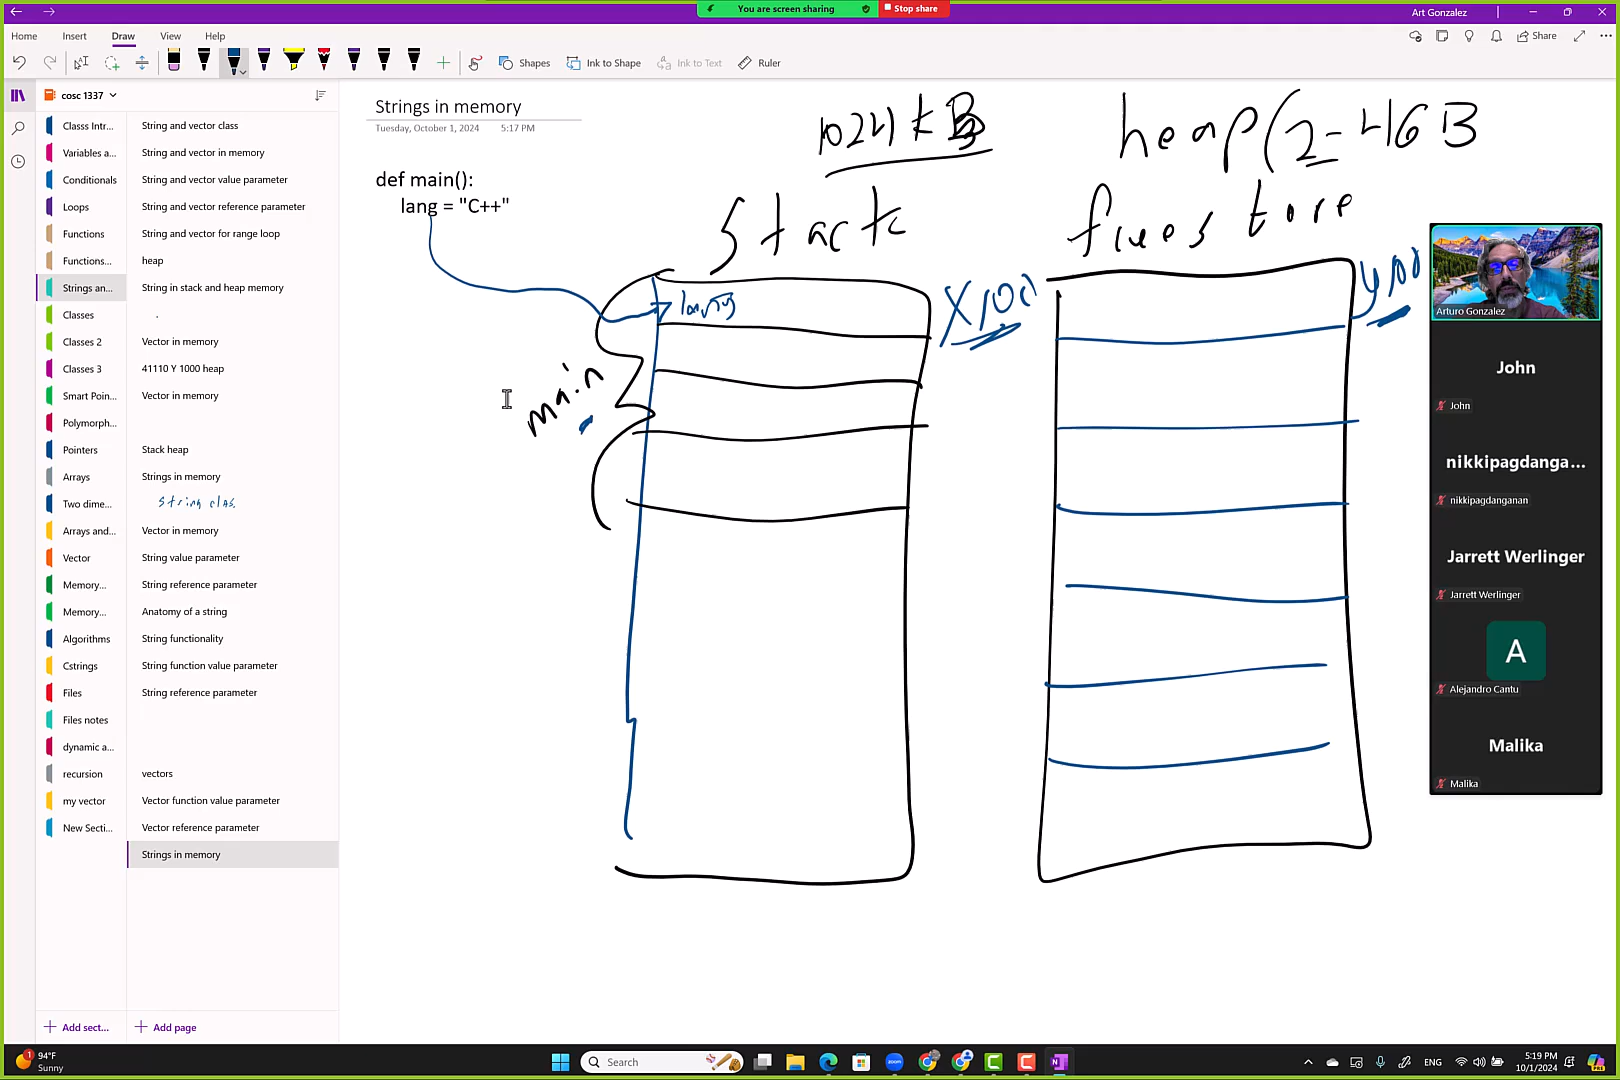 You are screen sharing
Stop share
Art Gonzalez
Home
Insert
Draw
View
Help
Share
Shapes
Ink to Shape
Ink to Text
Ruler
cosc 1337
Classs Intr...
Variables a...
Conditionals
Loops
Functions
Functions...
Strings an...
Classes
Classes 2
Classes 3
Smart Poin...
Polymorph...
Pointers
Arrays
Two dime...
Arrays and...
Vector
Memory...
Memory...
Algorithms
Cstrings
Files
Files notes
dynamic a...
recursion
my vector
New Secti...
Add sect...
String and vector class
String and vector in memory
String and vector value parameter
String and vector reference parameter
String and vector for range loop
heap
String in stack and heap memory
.
Vector in memory
41110 Y 1000 heap
Vector in memory
Stack heap
Strings in memory
String clas.
Vector in memory
String value parameter
String reference parameter
Anatomy of a string
String functionality
String function value parameter
String reference parameter
vectors
Vector function value parameter
Vector reference parameter
Strings in memory
Add page
Strings in memory
Tuesday, October 1, 2024
5:17 PM
def main():
lang = "C++"
1024 KB
heap(2-4GB
Stack
freestore
X100
y100
main
Arturo Gonzalez
John
John
nikkipagdanga...
nikkipagdanganan
Jarrett Werlinger
Jarrett Werlinger
A
Alejandro Cantu
Malika
Malika
1
94°F
Sunny
Search
zoom
ENG
5:19 PM
10/1/2024